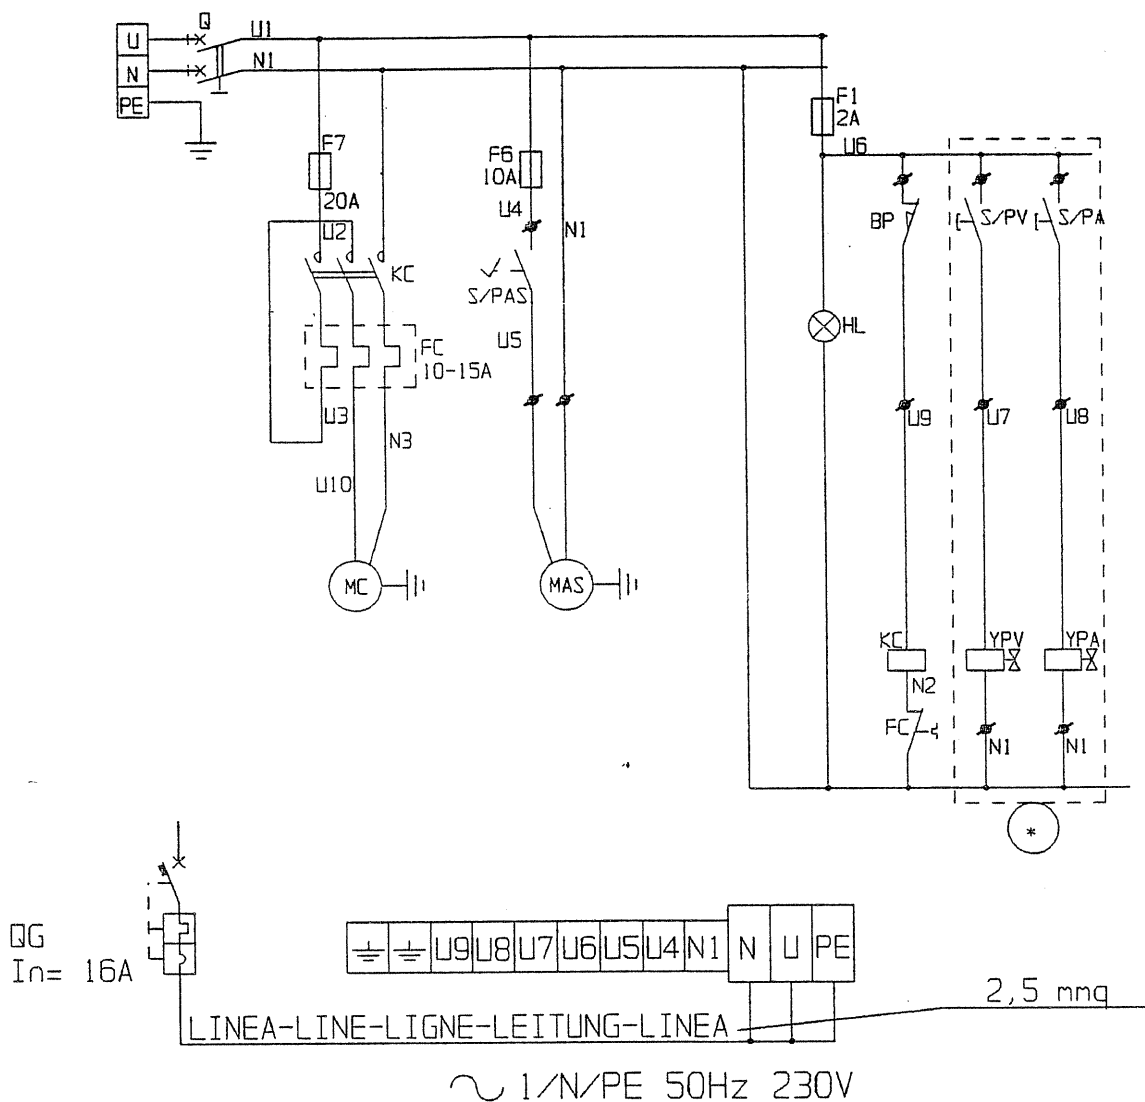 Q
U
U1
N
N1
PE
F1
2A
U6
F7
20A
F6
10A
U4
N1
U2
KC
BP
S/PV
S/PA
S/PAS
U5
HL
FC
10-15A
U3
N3
U10
U9
U7
U8
MC
MAS
KC
YPV
YPA
N2
FC
N1
N1
*
QG
In= 16A
U9 U8 U7 U6 U5 U4 N1 N U PE
2,5 mmq
LINEA-LINE-LIGNE-LEITUNG-LINEA
1/N/PE 50Hz 230V